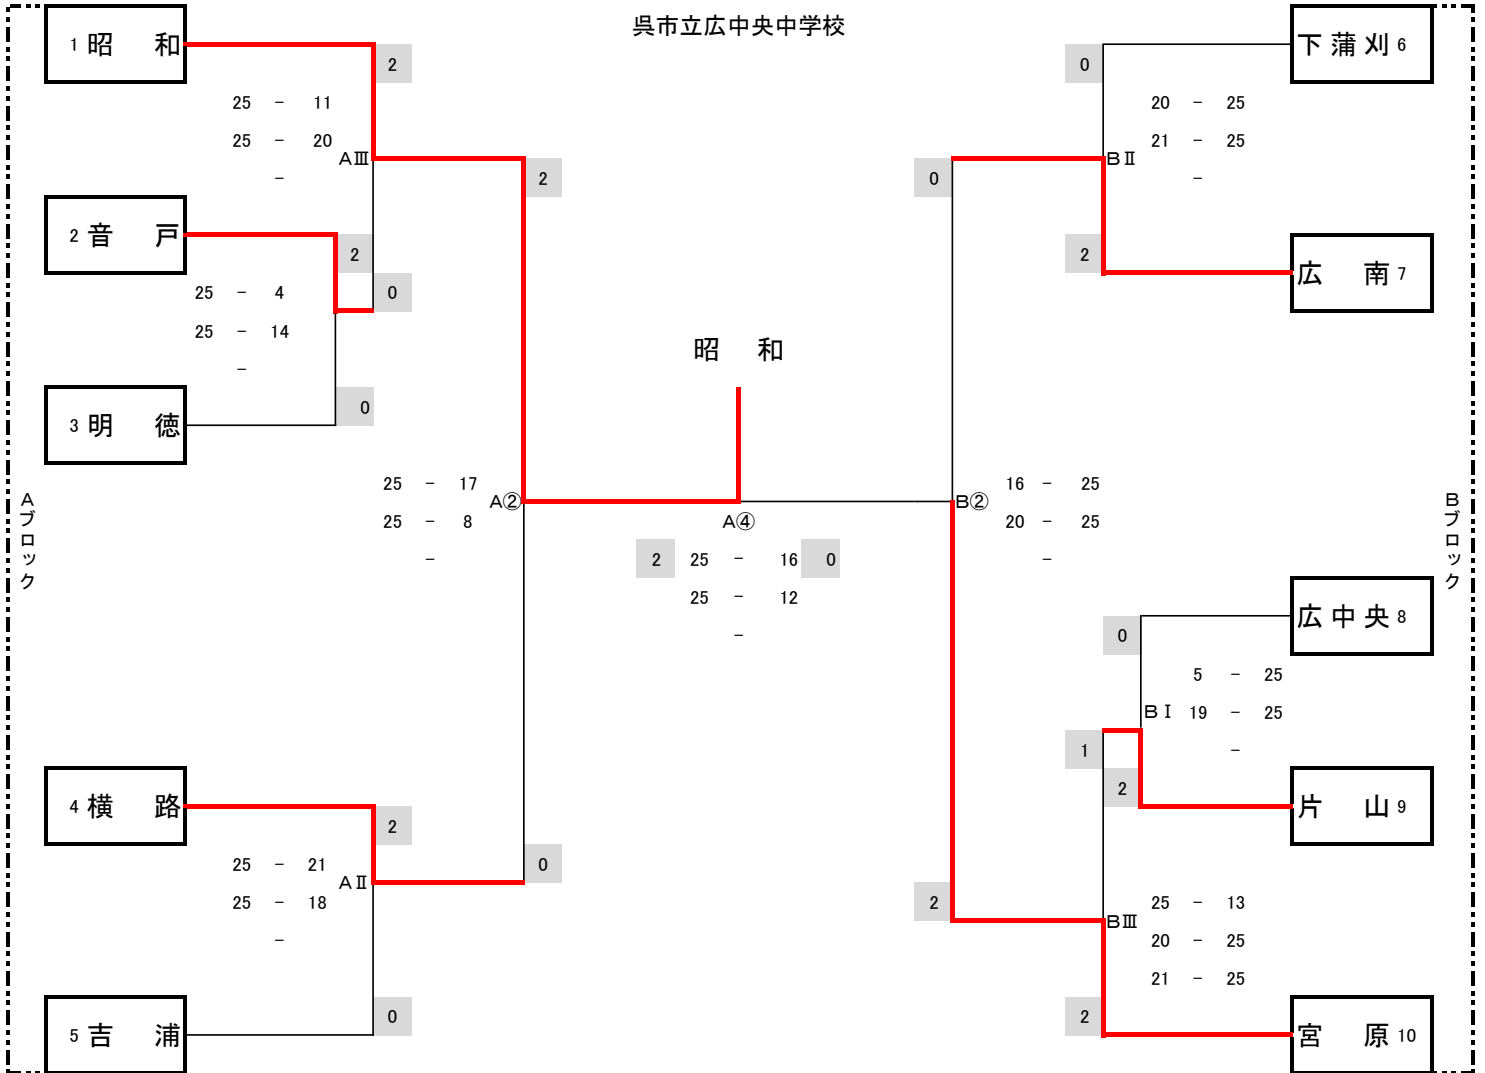 呉市立広中央中学校
1 昭 和
2
25 - 11
25 - 20
-
AⅢ
2
2 音 戸
2
0
25 - 4
25 - 14
-
3 明 徳
0
Aブロック
25 - 17
25 - 8
-
A②
4 横 路
2
25 - 21
25 - 18
-
AⅡ
0
5 吉 浦
0
昭 和
A④
2 25 - 16 0
25 - 12
-
下蒲刈 6
0
20 - 25
21 - 25
-
BⅡ
0
2
広 南 7
B②
16 - 25
20 - 25
-
Bブロック
広中央 8
0
5 - 25
BⅠ 19 - 25
-
1
2
片 山 9
2
BⅢ
25 - 13
20 - 25
21 - 25
2
宮 原 10